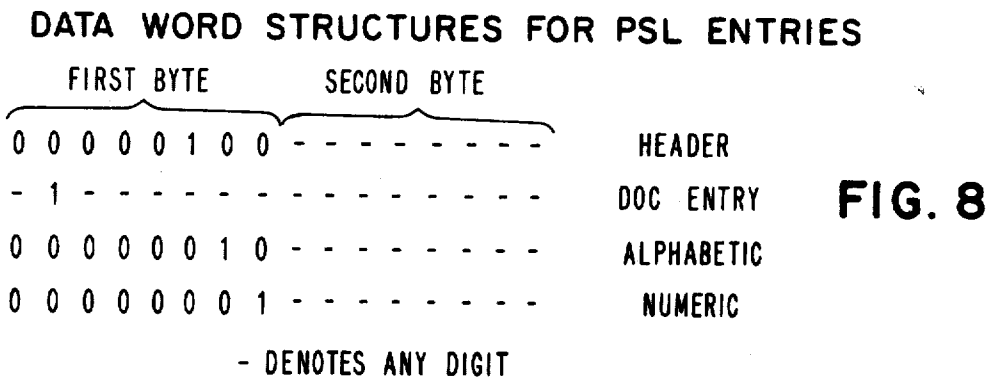 DATA WORD STRUCTURES FOR PSL ENTRIES
FIRST BYTE SECOND BYTE
0 0 0 0 0 1 0 0 - - - - - - - - HEADER
- 1 - - - - - - - - - - - - - - DOC ENTRY
FIG. 8
0 0 0 0 0 0 1 0 - - - - - - - - ALPHABETIC
0 0 0 0 0 0 0 1 - - - - - - - - NUMERIC
- DENOTES ANY DIGIT